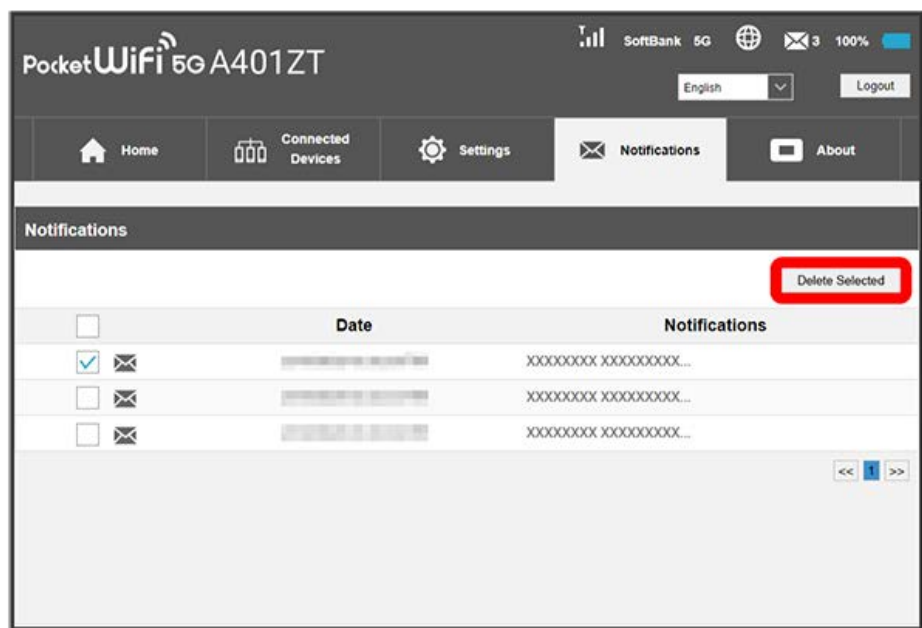 SoftBank 5G 3 100%
Pocket WiFi 5G A401ZT
English Logout
Home Connected Devices Settings Notifications About
Notifications
Delete Selected
Date Notifications
XXXXXXXX XXXXXXXXX...
XXXXXXXX XXXXXXXXX...
XXXXXXXX XXXXXXXXX...
<< 1 >>